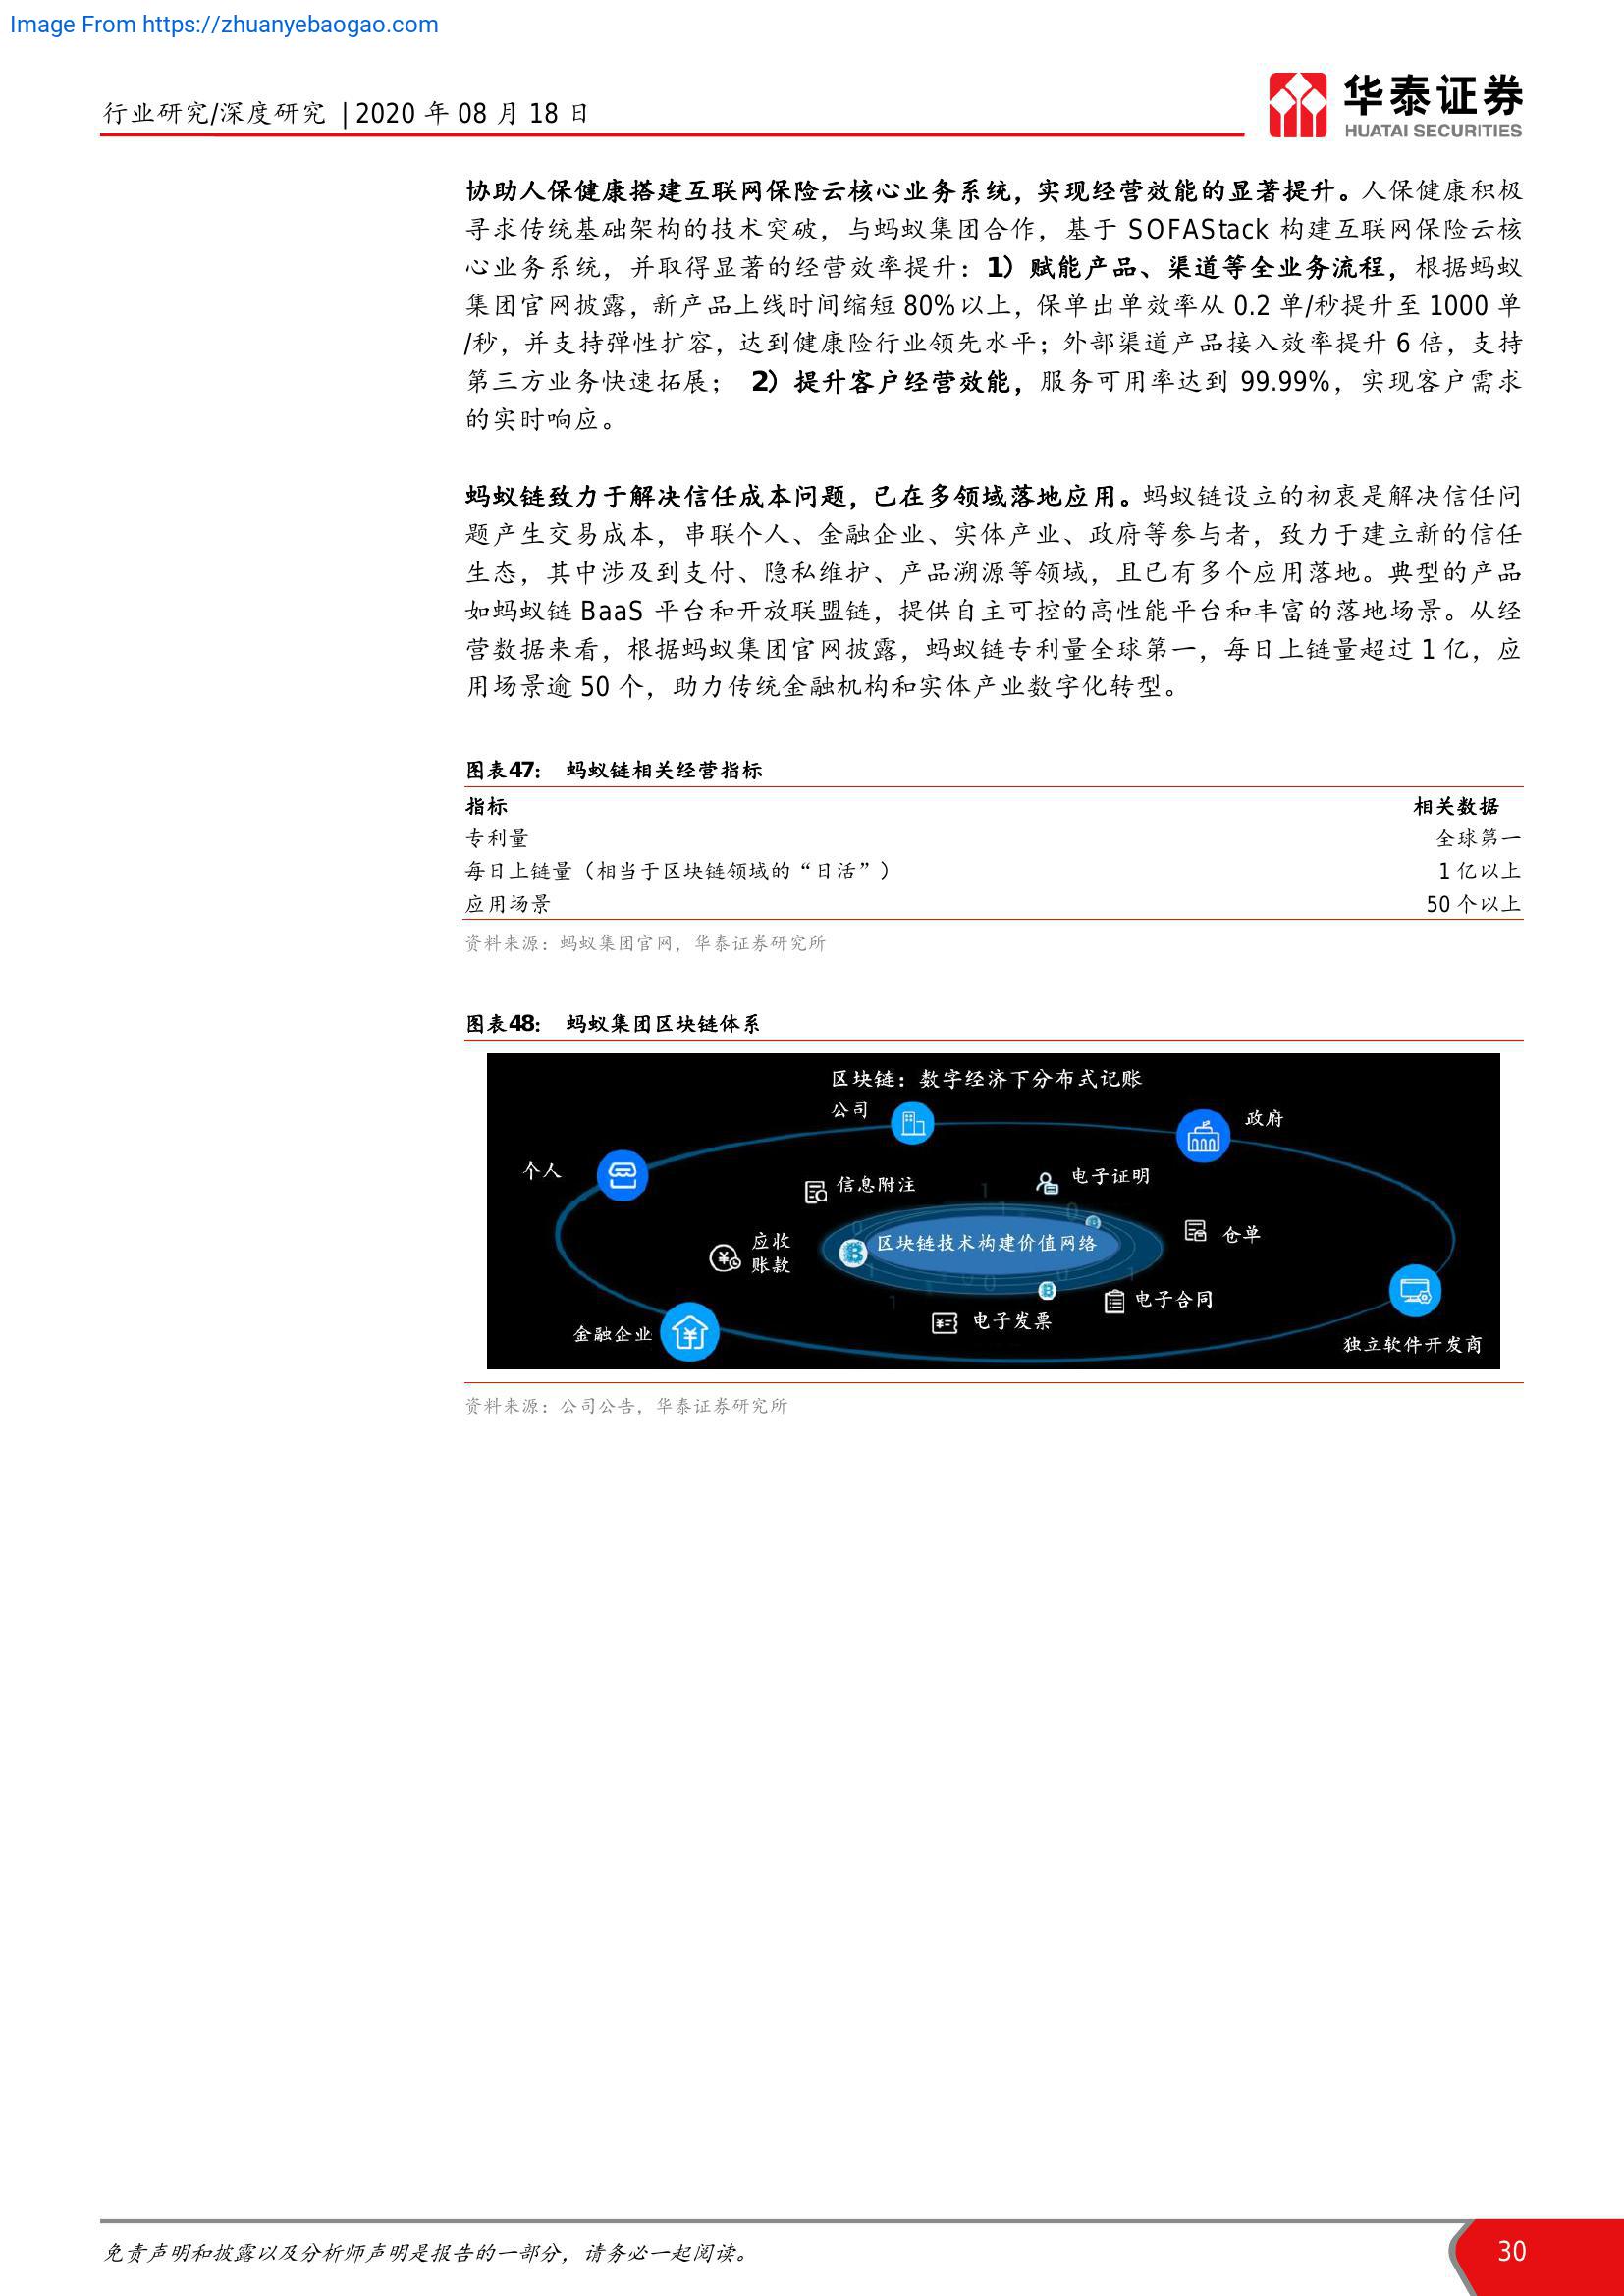 Image From https://zhuanyebaogao.com
行业研究/深度研究 | 2020 年 08 月 18 日
华泰证券
HUATAI SECURITIES
协助人保健康搭建互联网保险云核心业务系统，实现经营效能的显著提升。人保健康积极
寻求传统基础架构的技术突破，与蚂蚁集团合作，基于 SOFAStack 构建互联网保险云核
心业务系统，并取得显著的经营效率提升：1）赋能产品、渠道等全业务流程，根据蚂蚁
集团官网披露，新产品上线时间缩短 80%以上，保单出单效率从 0.2 单/秒提升至 1000 单
/秒，并支持弹性扩容，达到健康险行业领先水平；外部渠道产品接入效率提升 6 倍，支持
第三方业务快速拓展； 2）提升客户经营效能，服务可用率达到 99.99%，实现客户需求
的实时响应。
蚂蚁链致力于解决信任成本问题，已在多领域落地应用。蚂蚁链设立的初衷是解决信任问
题产生交易成本，串联个人、金融企业、实体产业、政府等参与者，致力于建立新的信任
生态，其中涉及到支付、隐私维护、产品溯源等领域，且已有多个应用落地。典型的产品
如蚂蚁链 BaaS 平台和开放联盟链，提供自主可控的高性能平台和丰富的落地场景。从经
营数据来看，根据蚂蚁集团官网披露，蚂蚁链专利量全球第一，每日上链量超过 1 亿，应
用场景逾 50 个，助力传统金融机构和实体产业数字化转型。
图表47： 蚂蚁链相关经营指标
指标 相关数据
专利量 全球第一
每日上链量（相当于区块链领域的“日活”） 1 亿以上
应用场景 50 个以上
资料来源：蚂蚁集团官网，华泰证券研究所
图表48： 蚂蚁集团区块链体系
区块链：数字经济下分布式记账
公司
政府
个人
信息附注
电子证明
应收
账款
区块链技术构建价值网络
仓单
电子合同
电子发票
金融企业
独立软件开发商
资料来源：公司公告，华泰证券研究所
免责声明和披露以及分析师声明是报告的一部分，请务必一起阅读。
30